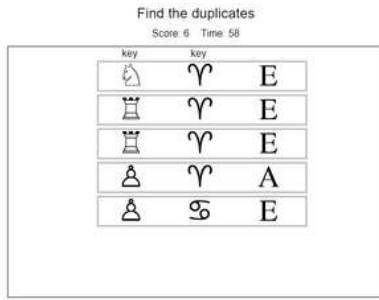 Find the duplicates
Score: 6 Time: 58
key key
♘ ♈ E
♖ ♈ E
♖ ♈ E
♙ ♈ A
♙ ♋ E